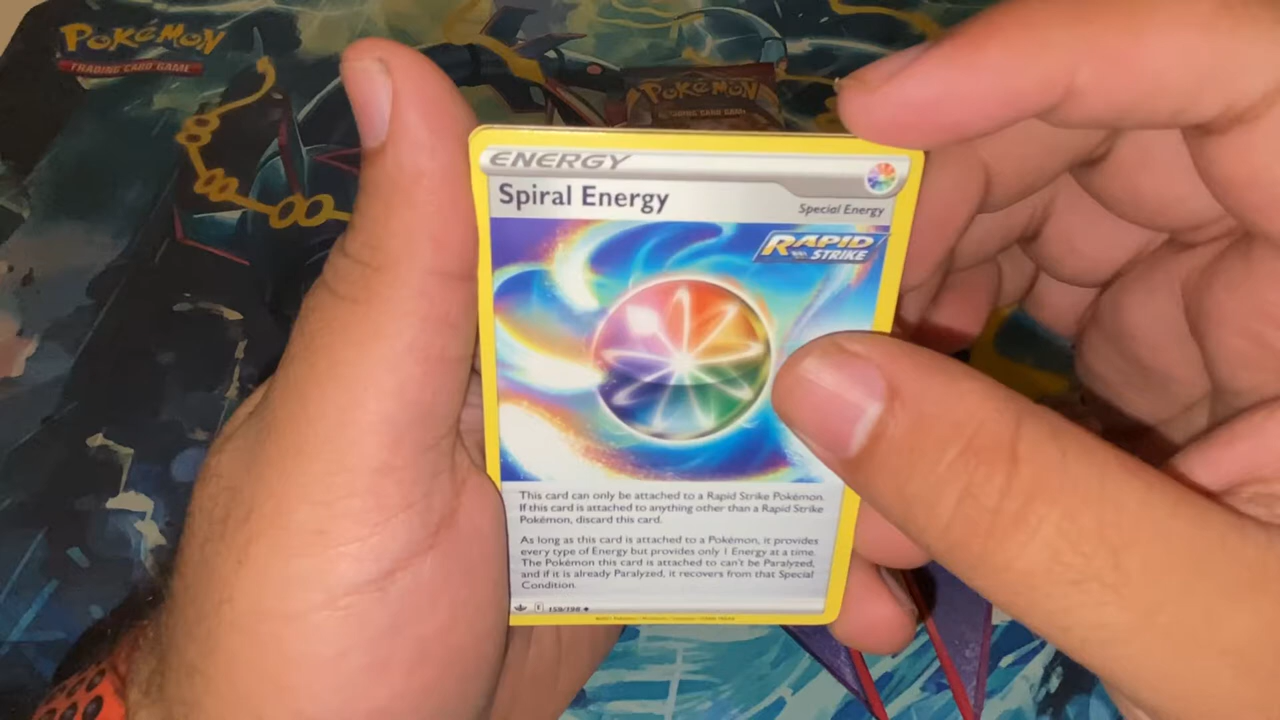 POKÉMON
TRADING CARD GAME
POKÉMON
TRADING CARD GAME
ENERGY
Spiral Energy
Special Energy
RAPID
STRIKE
This card can only be attached to a Rapid Strike Pokémon.
If this card is attached to anything other than a Rapid Strike
Pokémon, discard this card.
As long as this card is attached to a Pokémon, it provides
every type of Energy but provides only 1 Energy at a time.
The Pokémon this card is attached to can't be Paralyzed,
and if it is already Paralyzed, it recovers from that Special
Condition.
159/198